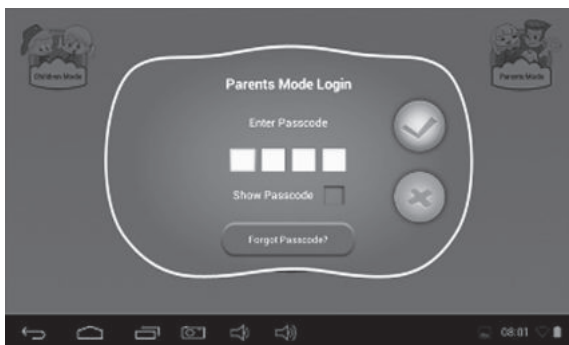 Children Mode
Parents Mode
Parents Mode Login
Enter Passcode
Show Passcode
Forgot Passcode?
08:01